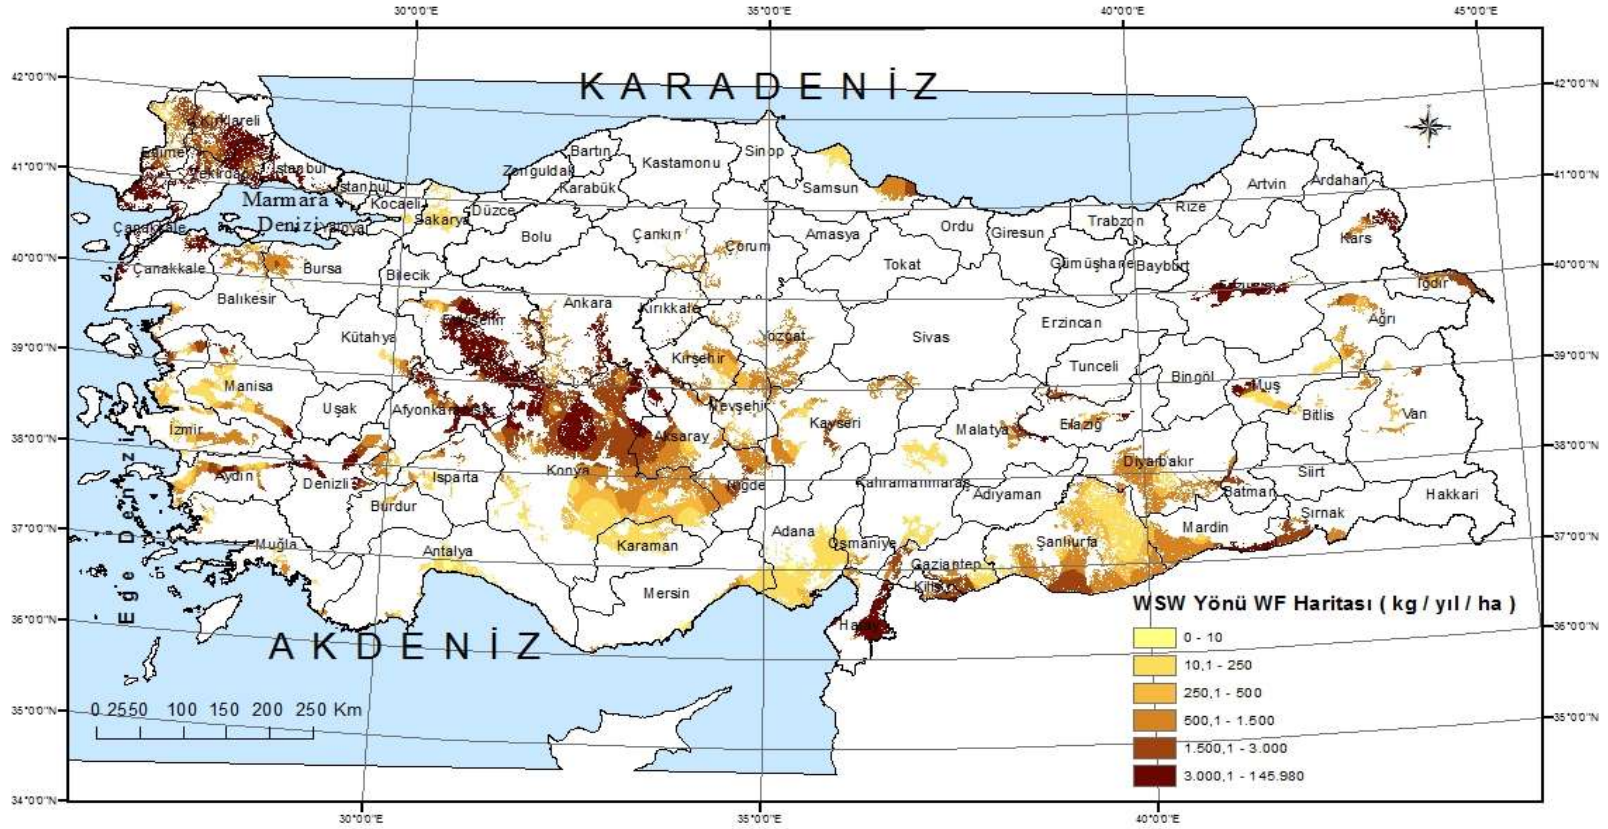 30°0'0"E 35°0'0"E 40°0'0"E 45°0'0"E
42°0'0"N 42°0'0"N
KARADENİZ
Kırklareli
Edirne
Tekirdağ İstanbul
İstanbul
41°0'0"N 41°0'0"N
Marmara
Denizi Yalova
Kocaeli
Sakarya
Düzce
Zonguldak
Bartın
Karabük
Kastamonu
Sinop
Samsun
Artvin
Ardahan
Rize
Trabzon
Kars
Çanakkale
Çanakkale
Bursa
Bilecik
Bolu
Çankırı
Çorum
Amasya
Ordu
Giresun
Tokat
Gümüşhane
Bayburt
Erzurum
Iğdır
40°0'0"N 40°0'0"N
Balıkesir
Kütahya
Eskişehir
Ankara
Kırıkkale
Yozgat
Sivas
Erzincan
Ağrı
39°0'0"N 39°0'0"N
Manisa
Uşak
Afyonkarahisar
Kırşehir
Nevşehir
Kayseri
Tunceli
Bingöl
Muş
Bitlis
Van
İzmir
Aksaray
Malatya
Elazığ
38°0'0"N 38°0'0"N
Aydın
Denizli
Isparta
Konya
Niğde
Kahramanmaraş
Adıyaman
Diyarbakır
Batman
Siirt
Hakkari
Burdur
Şırnak
37°0'0"N 37°0'0"N
Muğla
Antalya
Karaman
Adana
Osmaniye
Gaziantep
Kilis
Şanlıurfa
Mardin
Mersin
Hatay
Ege Denizi
36°0'0"N 36°0'0"N
AKDENİZ
WSW Yönü WF Haritası ( kg / yıl / ha )
0 - 10
10,1 - 250
250,1 - 500
500,1 - 1.500
1.500,1 - 3.000
3.000,1 - 145.980
0 2550 100 150 200 250 Km
35°0'0"N 35°0'0"N
34°0'0"N
30°0'0"E 35°0'0"E 40°0'0"E